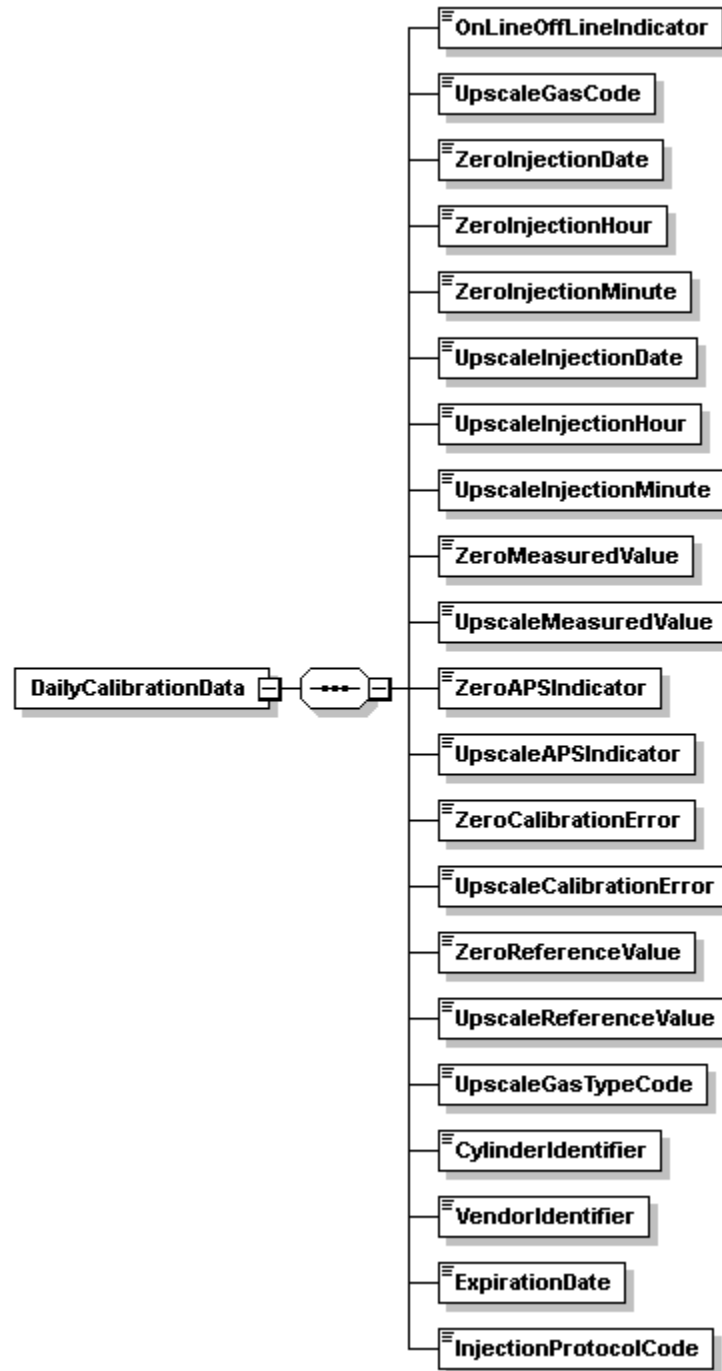 OnLineOffLineIndicator
UpscaleGasCode
ZeroInjectionDate
ZeroInjectionHour
ZeroInjectionMinute
UpscaleInjectionDate
UpscaleInjectionHour
UpscaleInjectionMinute
ZeroMeasuredValue
UpscaleMeasuredValue
DailyCalibrationData
ZeroAPSIndicator
UpscaleAPSIndicator
ZeroCalibrationError
UpscaleCalibrationError
ZeroReferenceValue
UpscaleReferenceValue
UpscaleGasTypeCode
CylinderIdentifier
VendorIdentifier
ExpirationDate
InjectionProtocolCode